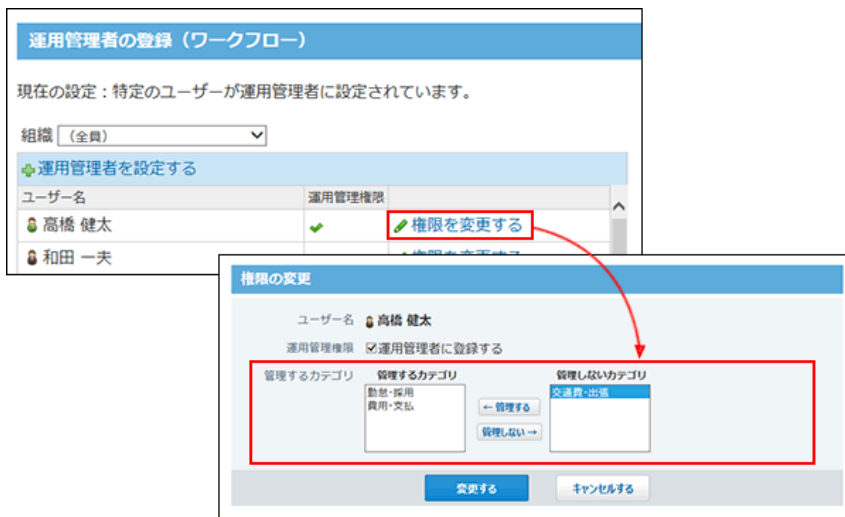 運用管理者の登録（ワークフロー）
現在の設定：特定のユーザーが運用管理者に設定されています。
組織 （全員）
運用管理者を設定する
ユーザー名 運用管理権限
高橋 健太 権限を変更する
和田 一夫
権限の変更
ユーザー名 高橋 健太
運用管理権限 運用管理者に登録する
管理するカテゴリ 管理するカテゴリ 管理しないカテゴリ
勤怠・採用 交通費・出張
費用・支払
← 管理する
管理しない →
変更する キャンセルする